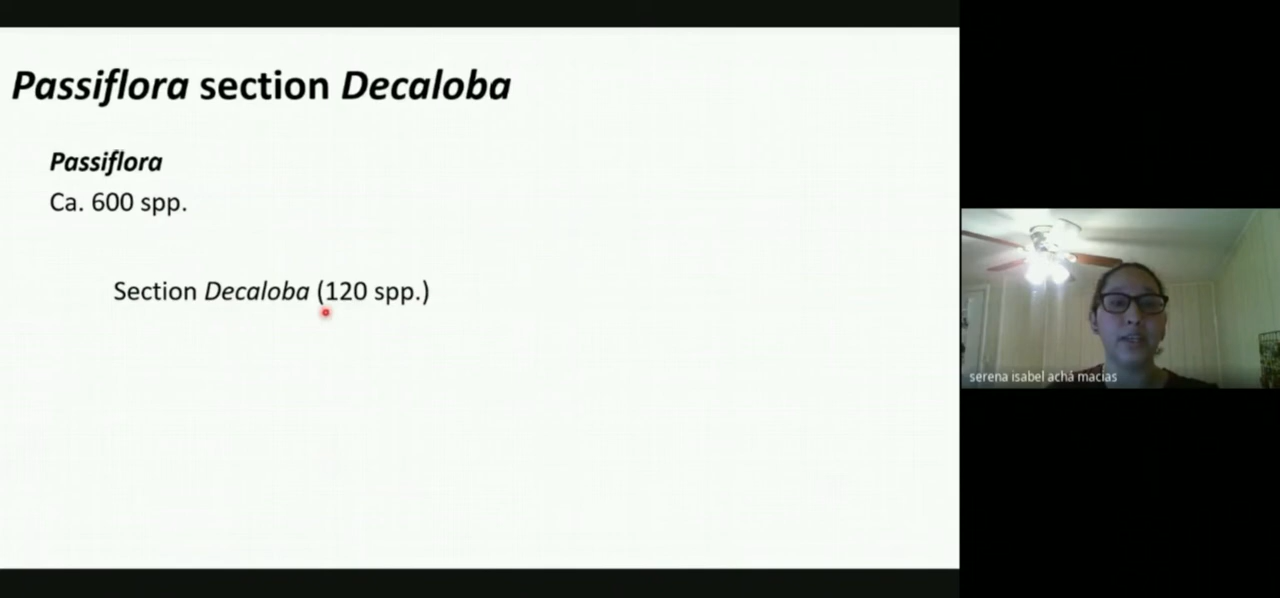 Passiflora section Decaloba
Passiflora
Ca. 600 spp.
Section Decaloba (120 spp.)
serena isabel achá macias